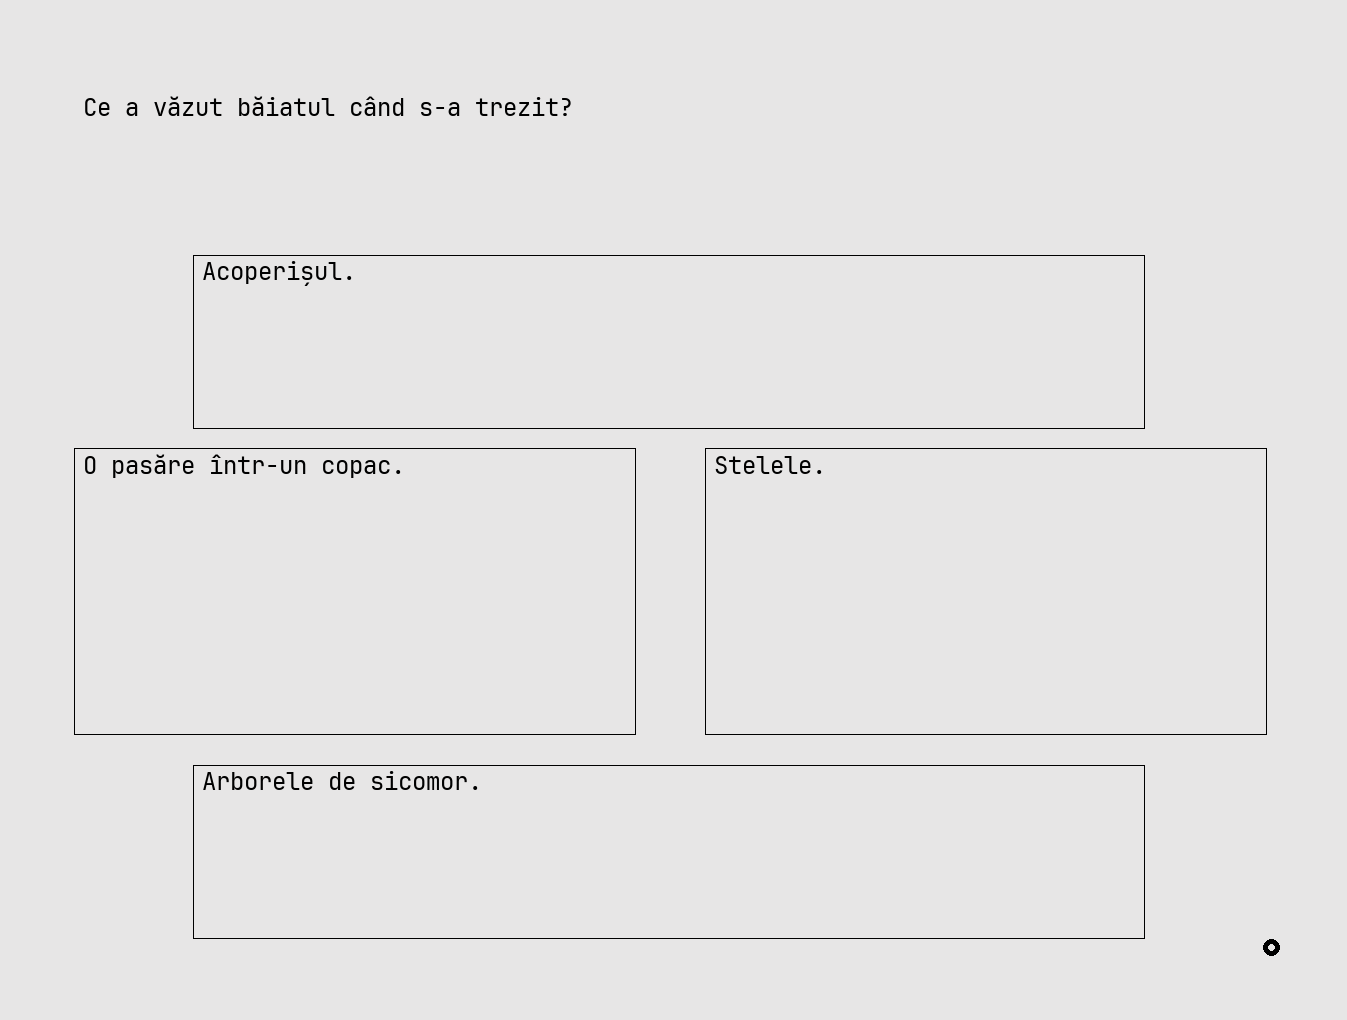 Ce a văzut băiatul când s-a trezit?
Acoperișul.
O pasăre într-un copac.
Stelele.
Arborele de sicomor.